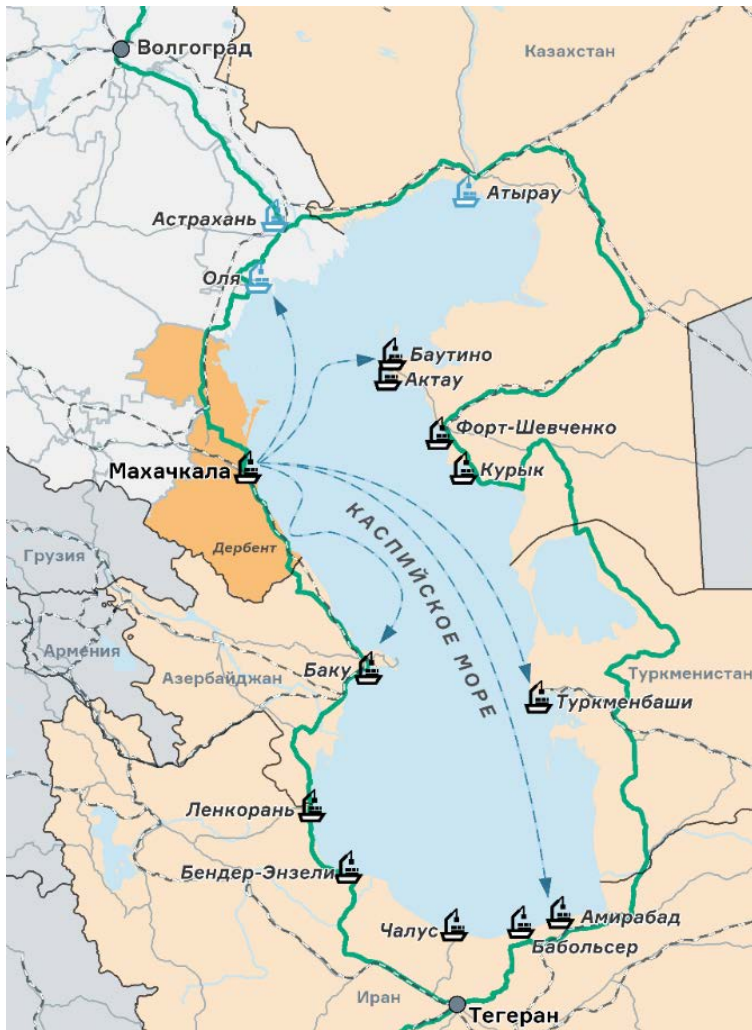 Волгоград
Казахстан
Атырау
Астрахань
Оля
Баутино
Актау
Форт-Шевченко
Курык
Махачкала
КАСПИЙСКОЕ МОРЕ
Дербент
Грузия
Армения
Азербайджан
Баку
Туркменистан
Туркменбаши
Ленкорань
Бендер-Энзели
Чалус
Амирабад
Бабольсер
Иран
Тегеран